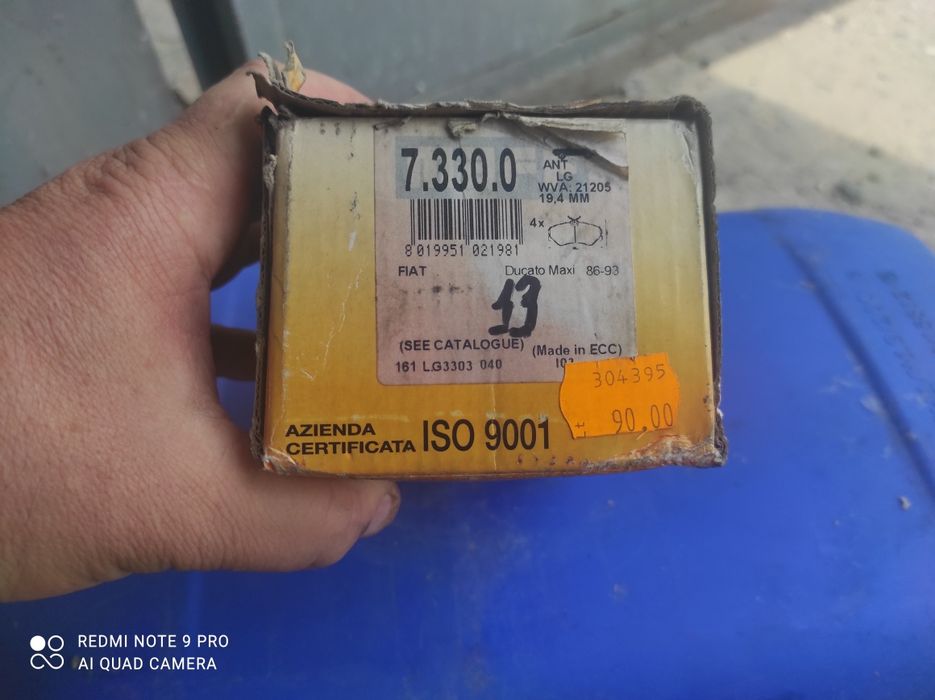 7.330.0
ANT
LG
WVA: 21205
19,4 MM
4x
8 019951 021981
FIAT Ducato Maxi 86-93
13
(SEE CATALOGUE) (Made in ECC)
161 LG3303 040
304395
90.00
AZIENDA
CERTIFICATA ISO 9001
REDMI NOTE 9 PRO
AI QUAD CAMERA